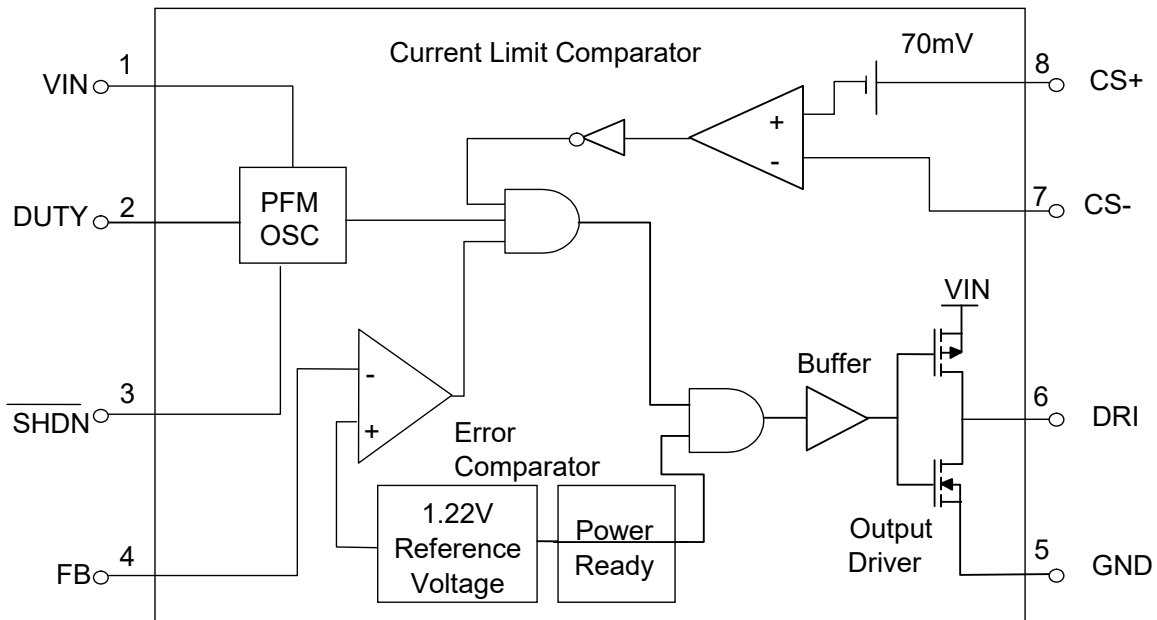 Current Limit Comparator
70mV
VIN 1
8 CS+
+
-
PFM
OSC
DUTY 2
7 CS-
VIN
SHDN 3
-
+
Buffer
6 DRI
Error
Comparator
1.22V
Reference
Voltage
Power
Ready
Output
Driver
FB 4
5 GND